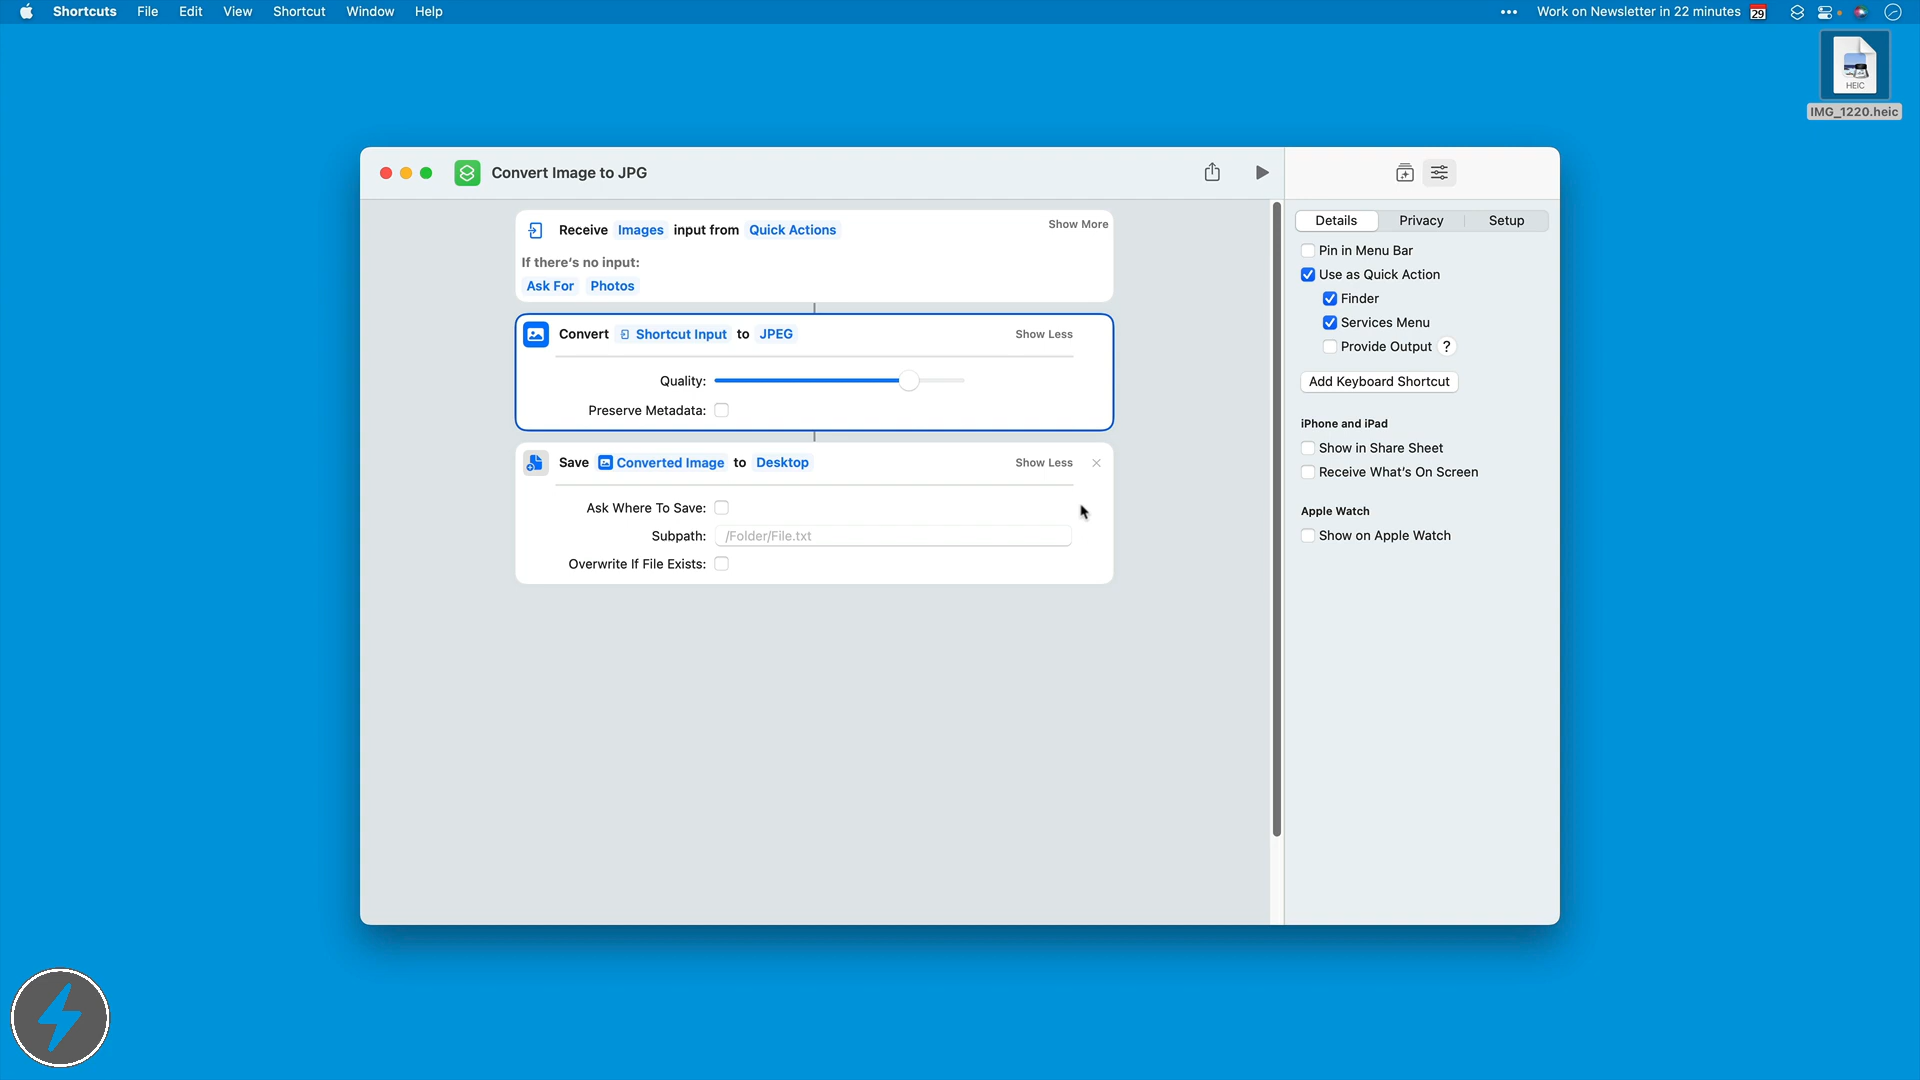 Shortcuts File Edit View Shortcut Window Help ••• Work on Newsletter in 22 minutes 29
HEIC
IMG_1220.heic
Convert Image to JPG
Receive Images input from Quick Actions Show More
If there's no input:
Ask For Photos
Convert Shortcut Input to JPEG Show Less
Quality:
Preserve Metadata:
Save Converted Image to Desktop Show Less
Ask Where To Save:
Subpath: /Folder/File.txt
Overwrite If File Exists:
Details Privacy Setup
Pin in Menu Bar
Use as Quick Action
Finder
Services Menu
Provide Output ?
Add Keyboard Shortcut
iPhone and iPad
Show in Share Sheet
Receive What's On Screen
Apple Watch
Show on Apple Watch